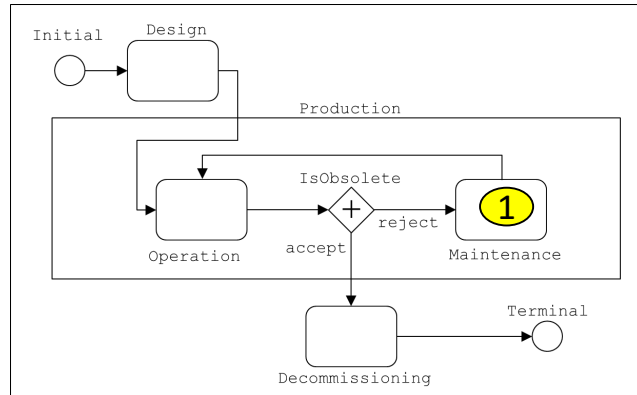 Initial
Design
Production
IsObsolete
+
1
reject
accept
Operation
Maintenance
Terminal
Decommissioning